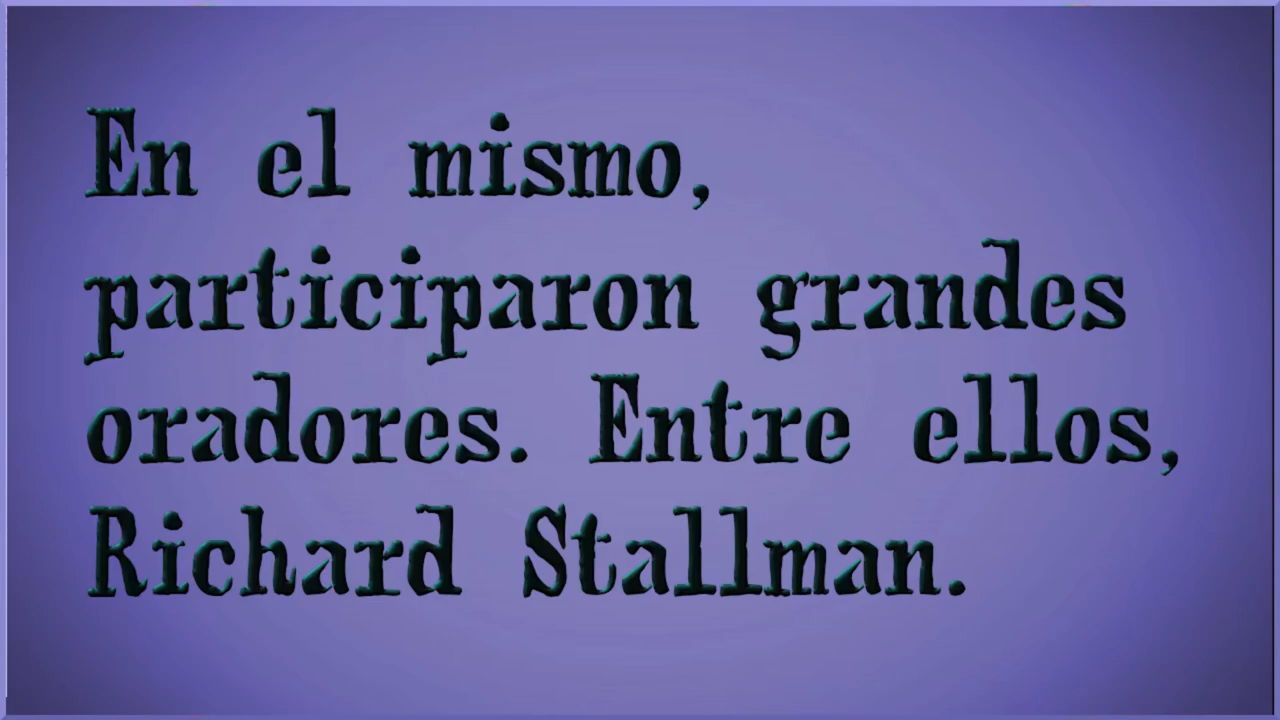 En el mismo,
participaron grandes
oradores. Entre ellos,
Richard Stallman.